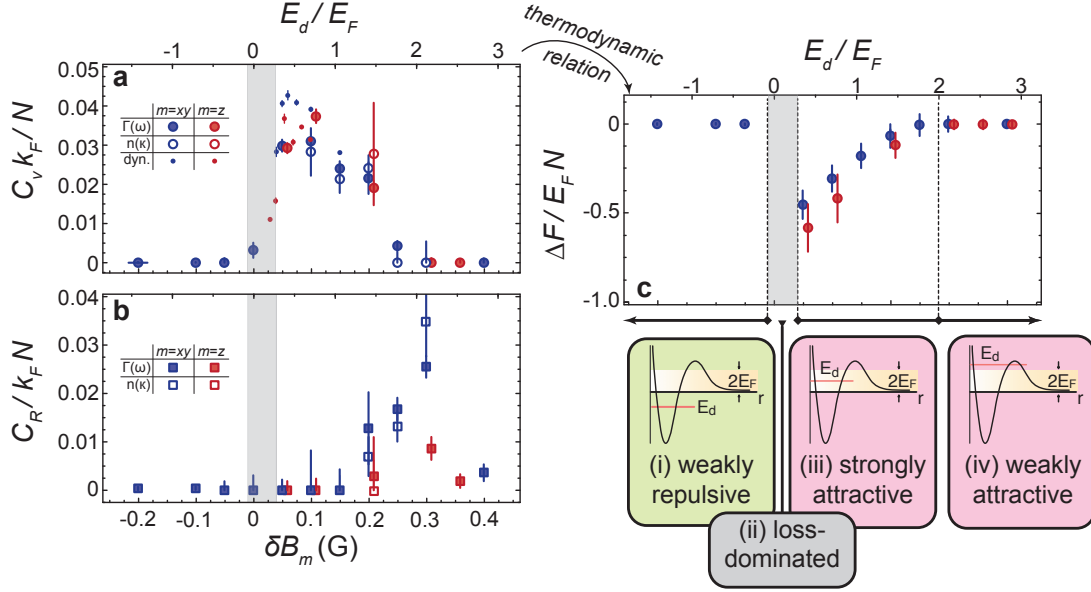 E_d / E_F
-1 0 1 2 3
a
C_v k_F / N
0.05
0.04
0.03
0.02
0.01
0
m=xy m=z
Γ(ω)
n(κ)
dyn.
b
C_R / k_F N
0.04
0.03
0.02
0.01
0
m=xy m=z
Γ(ω)
n(κ)
-0.2 -0.1 0 0.1 0.2 0.3 0.4
δB_m (G)
thermodynamic
relation
E_d / E_F
-1 0 1 2 3
ΔF / E_F N
0
-0.5
-1.0
c
2E_F
r
E_d
(i) weakly
repulsive
(ii) loss-
dominated
E_d
2E_F
r
(iii) strongly
attractive
E_d
2E_F
r
(iv) weakly
attractive